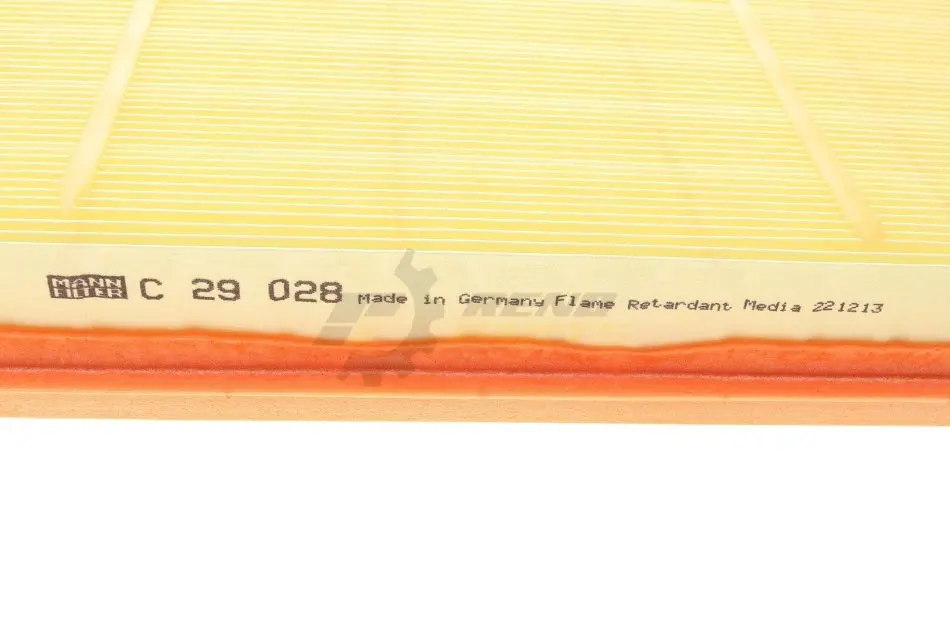 MANN FILTER C 29 028 Made in Germany Flame Retardant Media 221213